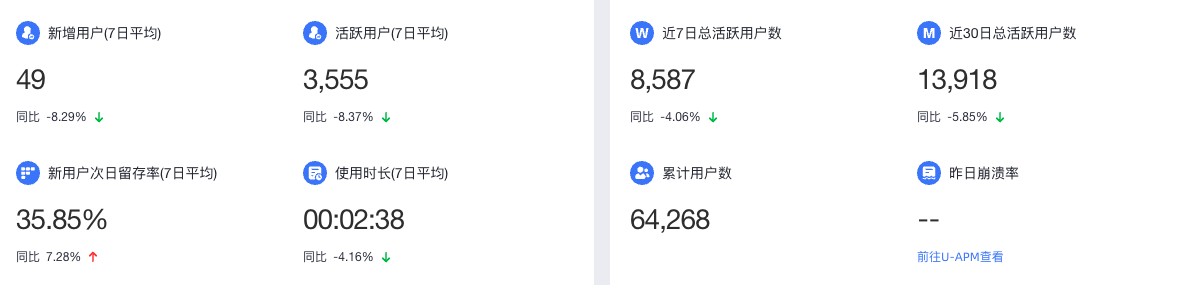 新增用户(7日平均)
活跃用户(7日平均)
49
3,555
同比 -8.29%
同比 -8.37%
新用户次日留存率(7日平均)
使用时长(7日平均)
35.85%
00:02:38
同比 7.28%
同比 -4.16%
W 近7日总活跃用户数
M 近30日总活跃用户数
8,587
13,918
同比 -4.06%
同比 -5.85%
累计用户数
昨日崩溃率
64,268
--
前往U-APM查看